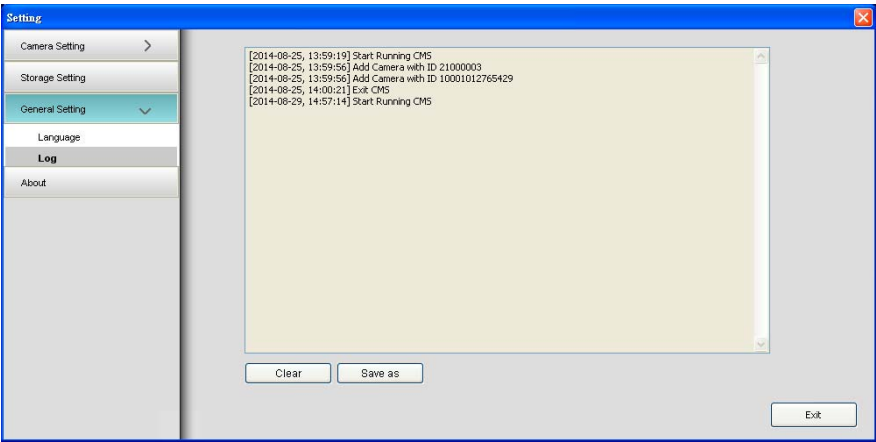 Setting
Camera Setting
Storage Setting
General Setting
Language
Log
About
[2014-08-25, 13:59:19] Start Running CMS
[2014-08-25, 13:59:56] Add Camera with ID 21000003
[2014-08-25, 13:59:56] Add Camera with ID 10001012765429
[2014-08-25, 14:00:21] Exit CMS
[2014-08-29, 14:57:14] Start Running CMS
Clear
Save as
Exit